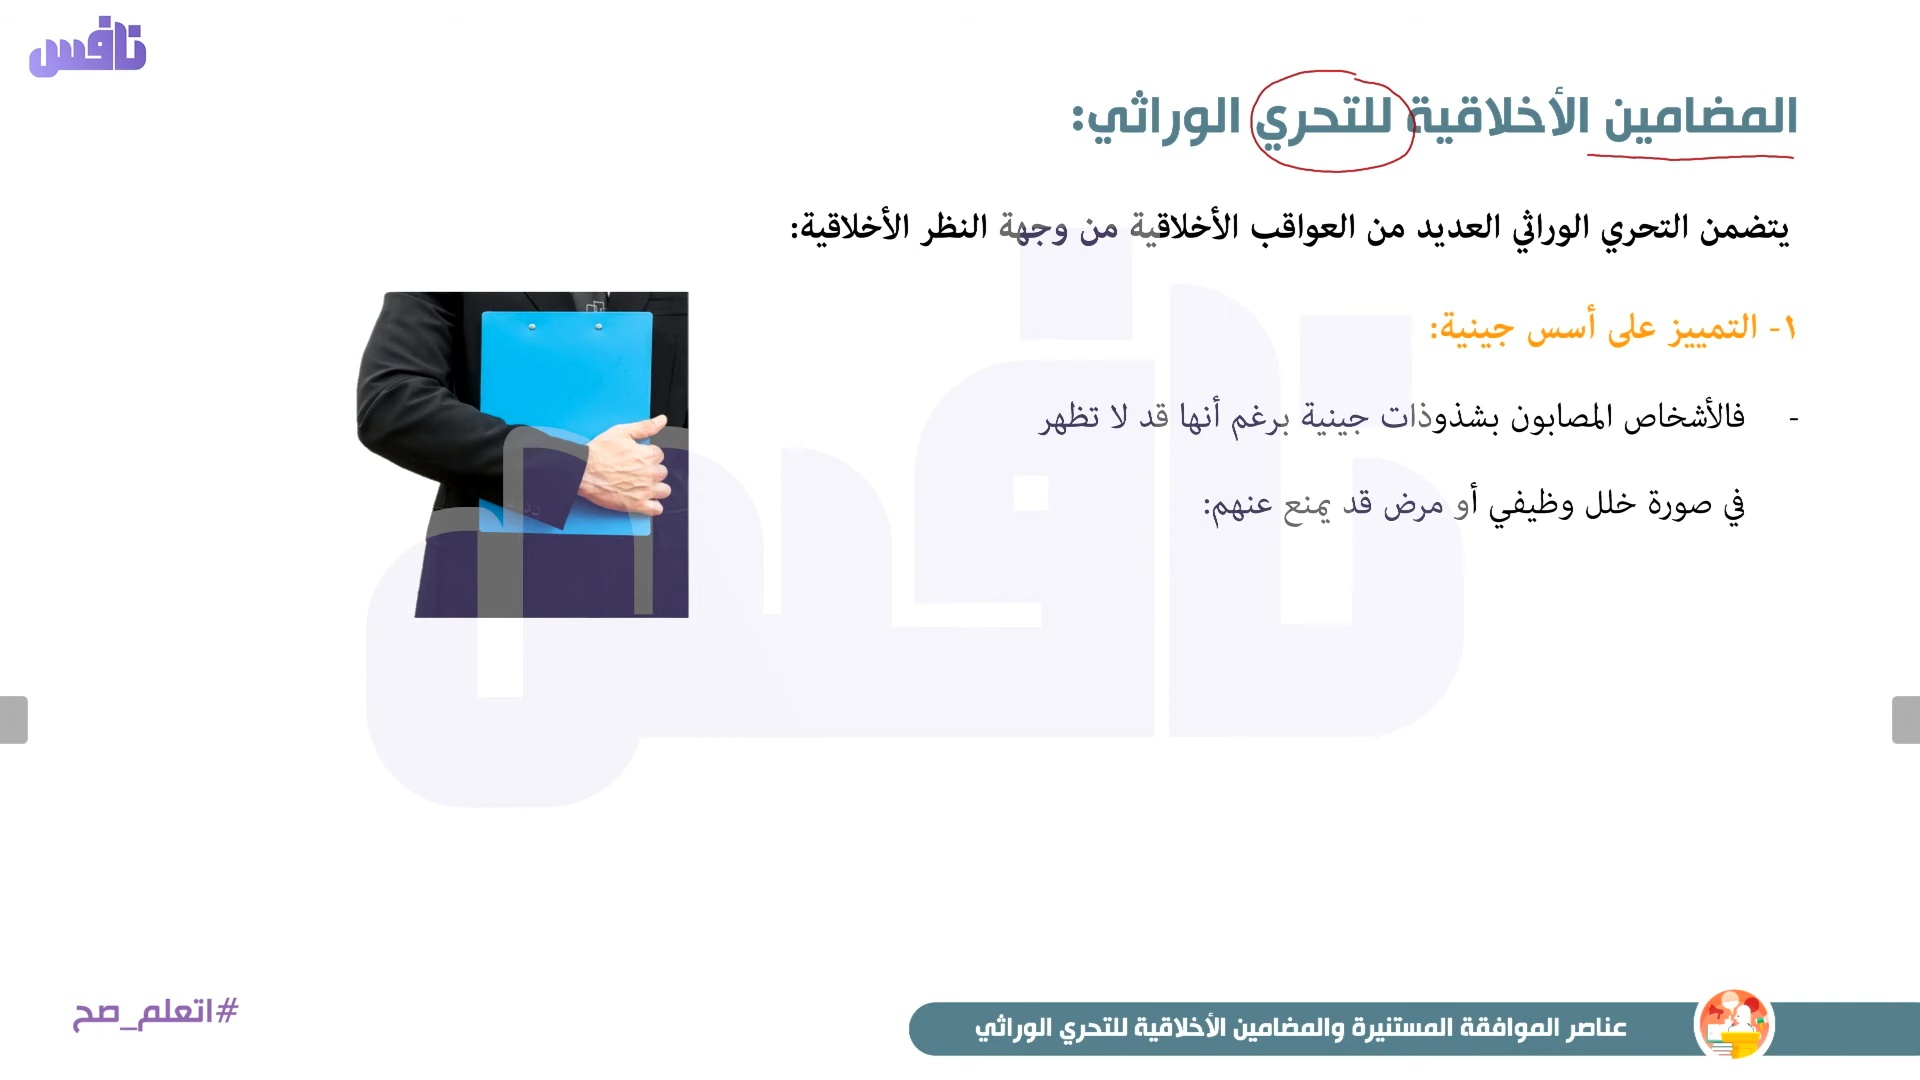 نافس
المضامين الأخلاقية للتحري الوراثي:
يتضمن التحري الوراثي العديد من العواقب الأخلاقية من وجهة النظر الأخلاقية:
١- التمييز على أسس جينية:
- فالأشخاص المصابون بشذوذات جينية برغم أنها قد لا تظهر
في صورة خلل وظيفي أو مرض قد يمنع عنهم:
نافس
#اتعلم_صح
عناصر الموافقة المستنيرة والمضامين الأخلاقية للتحري الوراثي